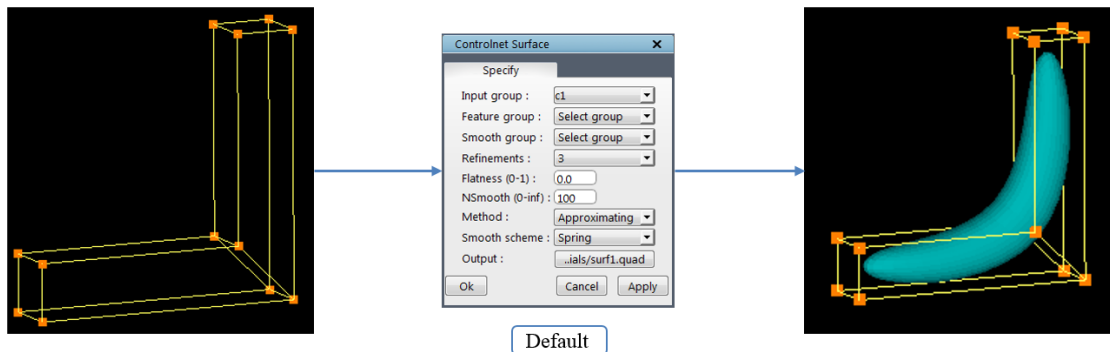 Controlnet Surface X
Specify
Input group : c1
Feature group : Select group
Smooth group : Select group
Refinements : 3
Flatness (0-1) : 0.0
NSmooth (0-inf) : 100
Method : Approximating
Smooth scheme : Spring
Output : ..ials/surf1.quad
Ok Cancel Apply
Default